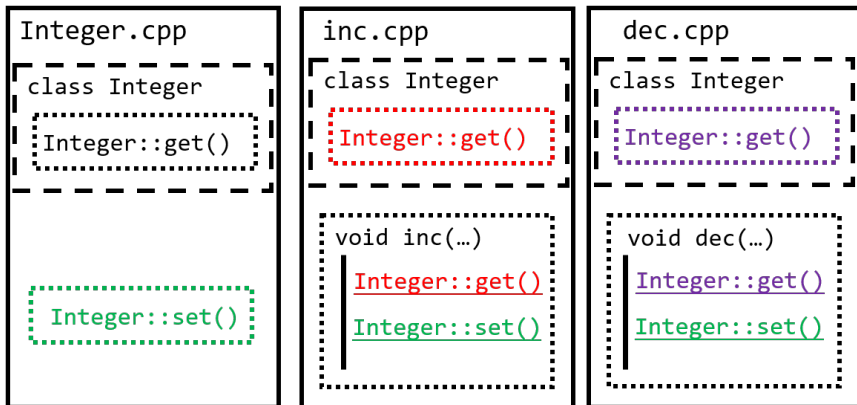 Integer.cpp
class Integer
Integer::get()
Integer::set()
inc.cpp
class Integer
Integer::get()
void inc(…)
Integer::get()
Integer::set()
dec.cpp
class Integer
Integer::get()
void dec(…)
Integer::get()
Integer::set()